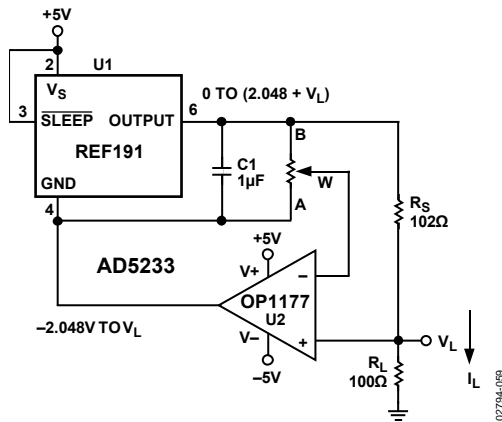 +5V
2
U1
VS
3
SLEEP
OUTPUT
6
0 TO (2.048 + VL)
REF191
GND
4
C1
1µF
B
W
A
RS
102Ω
AD5233
+5V
V+
−
OP1177
U2
+
V−
−5V
−2.048V TO VL
VL
RL
100Ω
IL
02794-059